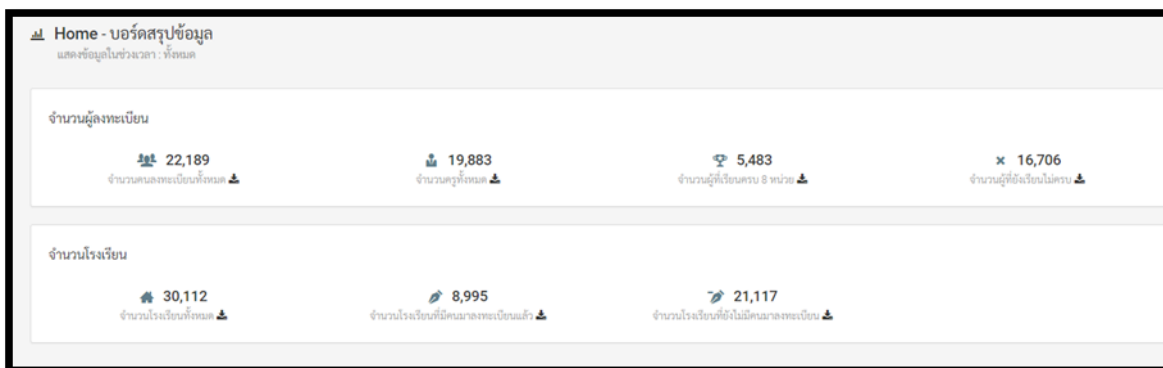 Home - บอร์ดสรุปข้อมูล
แสดงข้อมูลในช่วงเวลา : ทั้งหมด
จำนวนผู้ลงทะเบียน
22,189 19,883 5,483 16,706
จำนวนคนลงทะเบียนทั้งหมด จำนวนครูทั้งหมด จำนวนผู้ที่เรียนครบ 8 หน่วย จำนวนผู้ที่ยังเรียนไม่ครบ
จำนวนโรงเรียน
30,112 8,995 21,117
จำนวนโรงเรียนทั้งหมด จำนวนโรงเรียนที่มีคนมาลงทะเบียนแล้ว จำนวนโรงเรียนที่ยังไม่มีคนมาลงทะเบียน